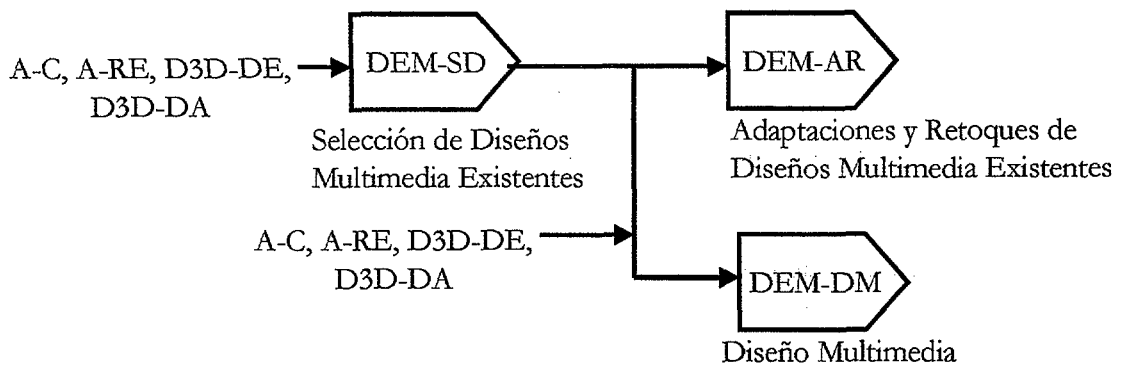 A-C, A-RE, D3D-DE,
D3D-DA
DEM-SD
Selección de Diseños
Multimedia Existentes
DEM-AR
Adaptaciones y Retoques de
Diseños Multimedia Existentes
A-C, A-RE, D3D-DE,
D3D-DA
DEM-DM
Diseño Multimedia